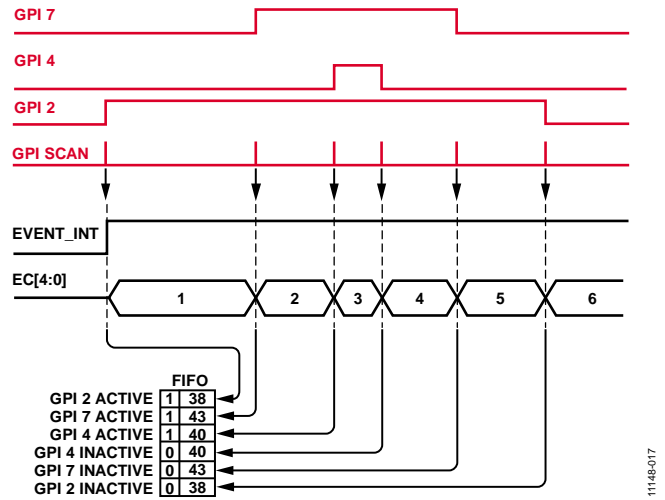 GPI 7
GPI 4
GPI 2
GPI SCAN
EVENT_INT
EC[4:0]
1 2 3 4 5 6
FIFO
GPI 2 ACTIVE 1 38
GPI 7 ACTIVE 1 43
GPI 4 ACTIVE 1 40
GPI 4 INACTIVE 0 40
GPI 7 INACTIVE 0 43
GPI 2 INACTIVE 0 38
11148-017